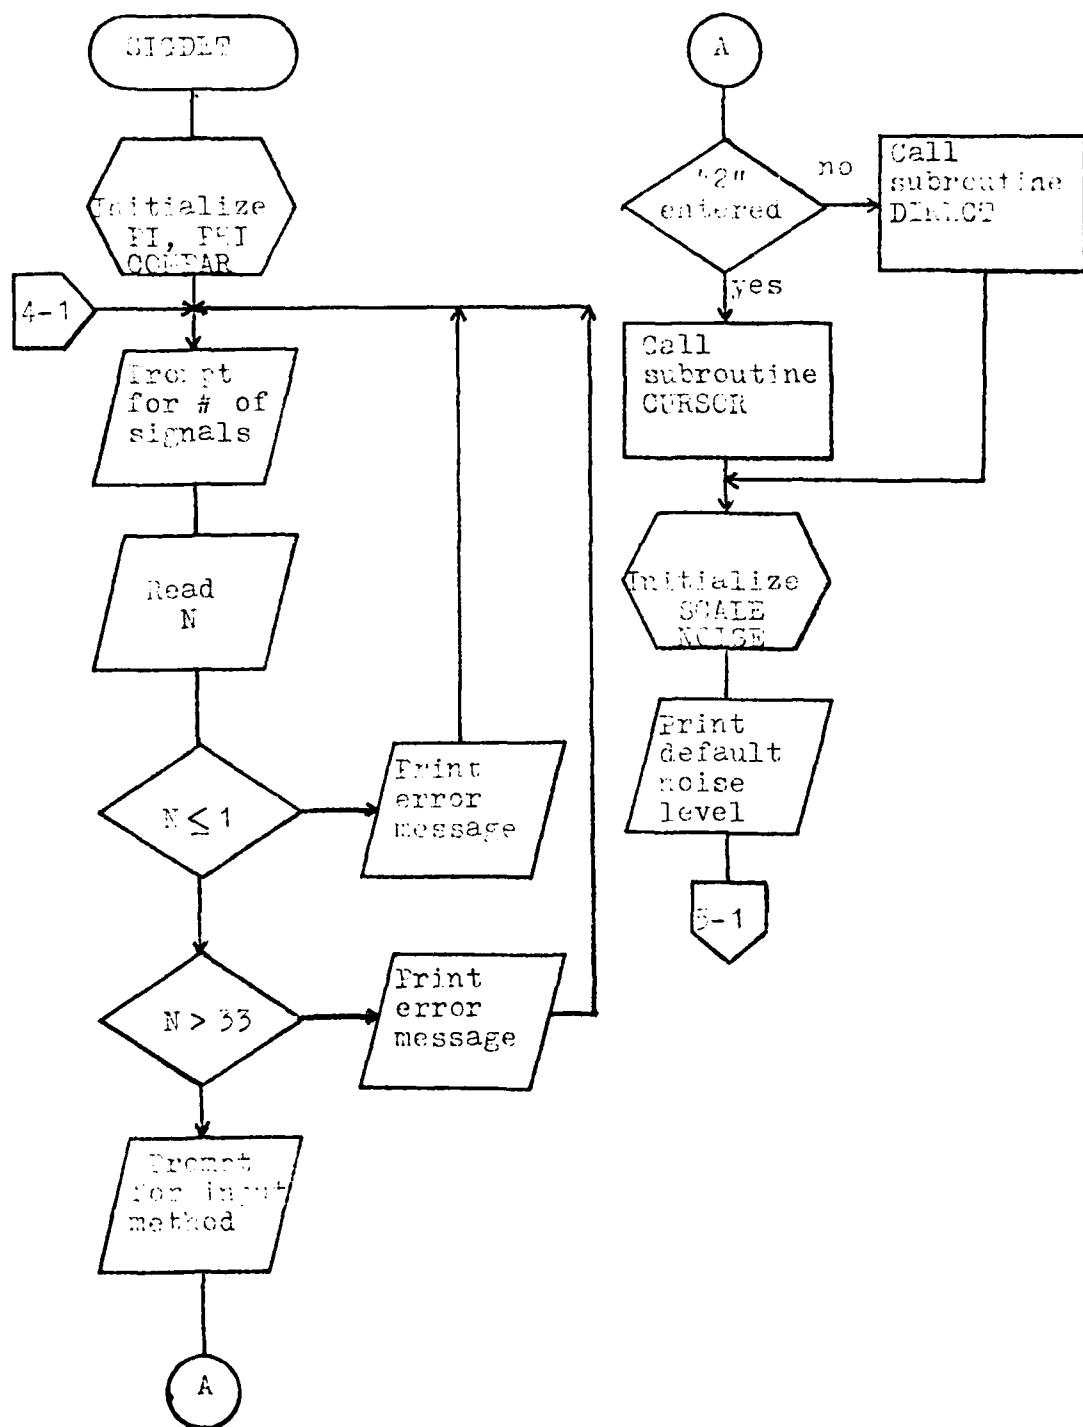 SIGDET
Initialize
PI, PHI
COMPAR
4-1
Prompt
for # of
signals
Read
N
N ≤ 1
Print
error
message
N > 33
Print
error
message
Prompt
for input
method
A
A
"2"
entered
no
Call
subroutine
DIRECT
yes
Call
subroutine
CURSOR
Initialize
SCALE
NOISE
Print
default
noise
level